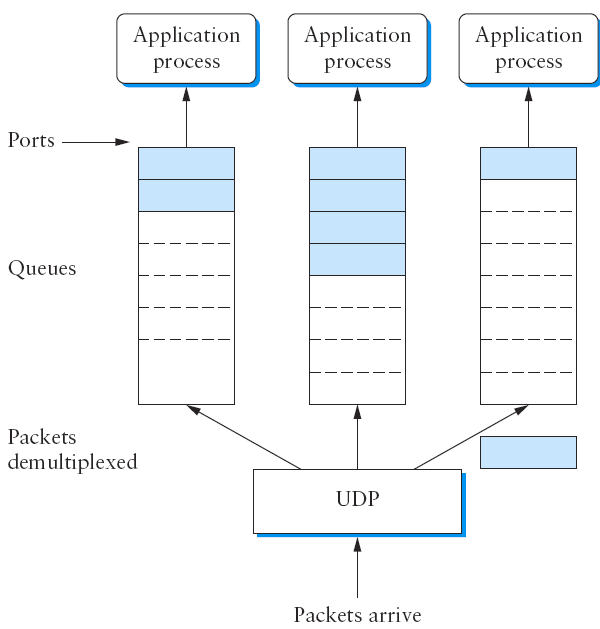 Application
process
Application
process
Application
process
Ports
Queues
Packets
demultiplexed
UDP
Packets arrive